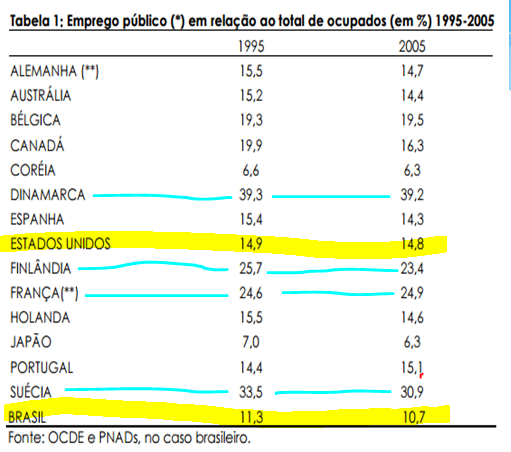 Tabela 1: Emprego público (*) em relação ao total de ocupados (em %) 1995-2005
1995 2005
ALEMANHA (**) 15,5 14,7
AUSTRÁLIA 15,2 14,4
BÉLGICA 19,3 19,5
CANADÁ 19,9 16,3
CORÉIA 6,6 6,3
DINAMARCA 39,3 39,2
ESPANHA 15,4 14,3
ESTADOS UNIDOS 14,9 14,8
FINLÂNDIA 25,7 23,4
FRANÇA(**) 24,6 24,9
HOLANDA 15,5 14,6
JAPÃO 7,0 6,3
PORTUGAL 14,4 15,1
SUÉCIA 33,5 30,9
BRASIL 11,3 10,7
Fonte: OCDE e PNADs, no caso brasileiro.